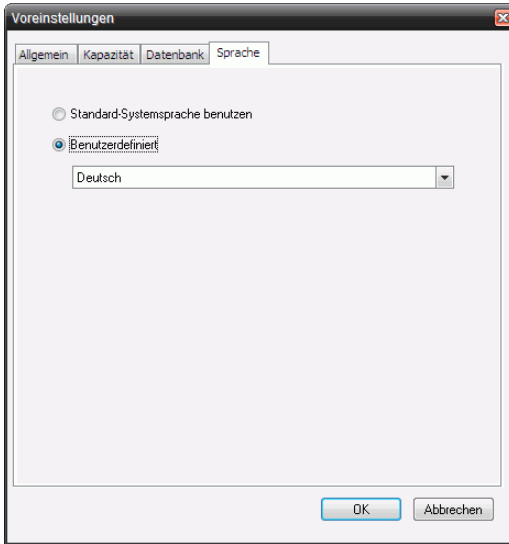 Voreinstellungen
Allgemein Kapazität Datenbank Sprache
Standard-Systemsprache benutzen
Benutzerdefiniert
Deutsch
OK Abbrechen